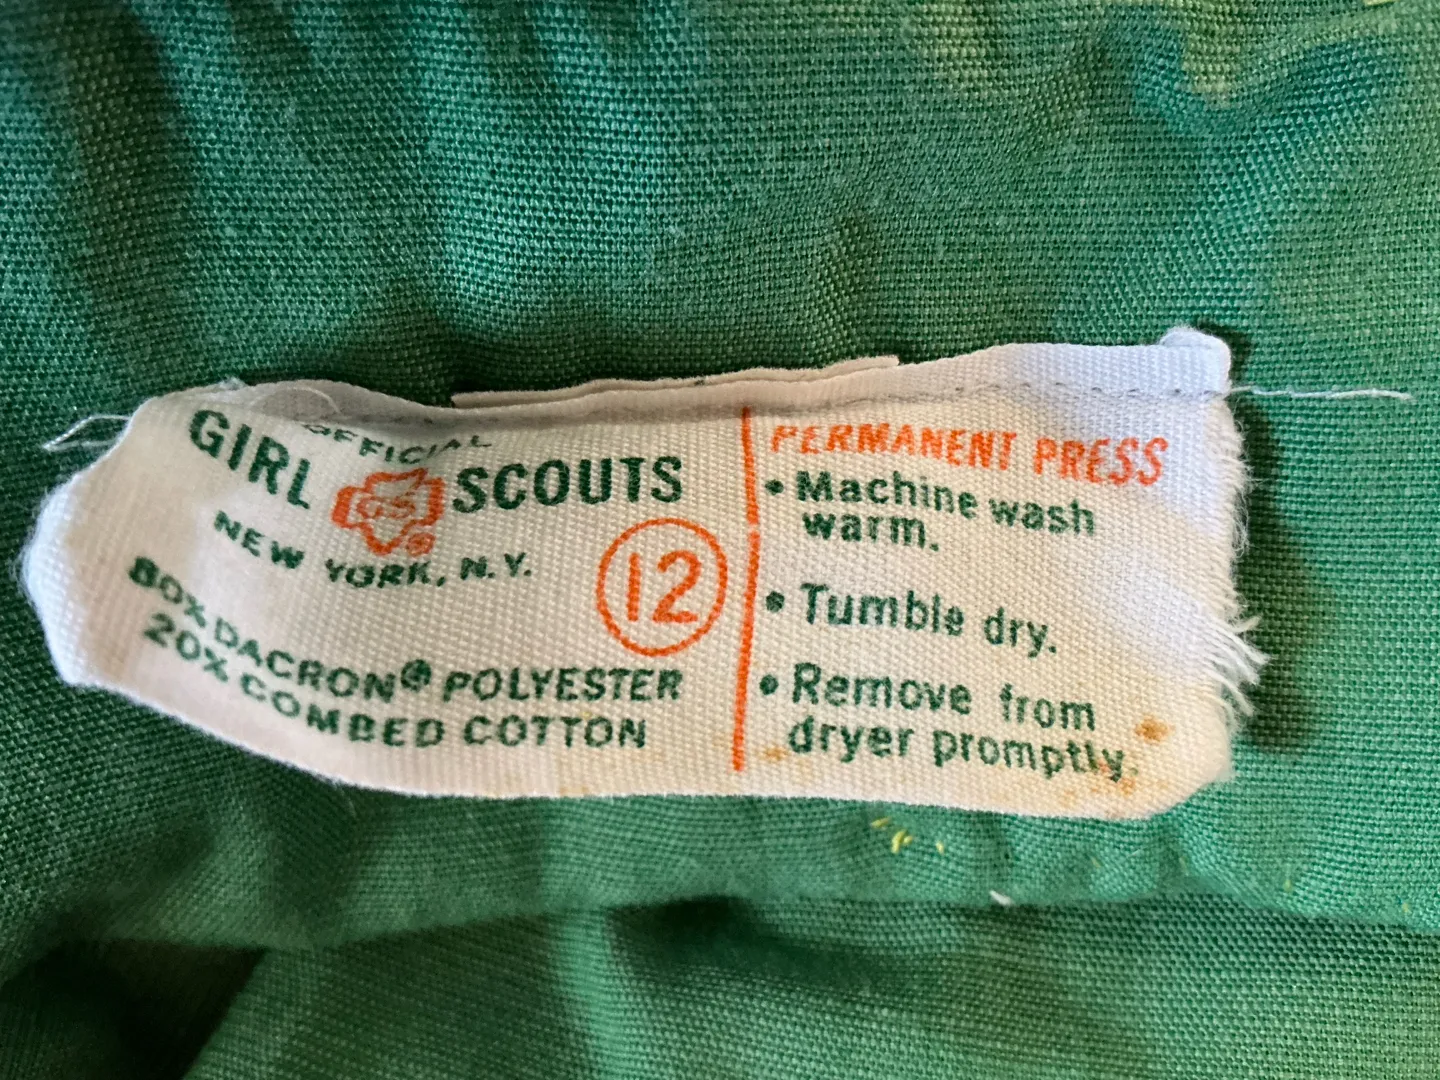 OFFICIAL
GIRL GS SCOUTS
®
NEW YORK, N.Y.
12
80% DACRON® POLYESTER
20% COMBED COTTON
PERMANENT PRESS
• Machine wash
warm.
• Tumble dry.
• Remove from
dryer promptly.